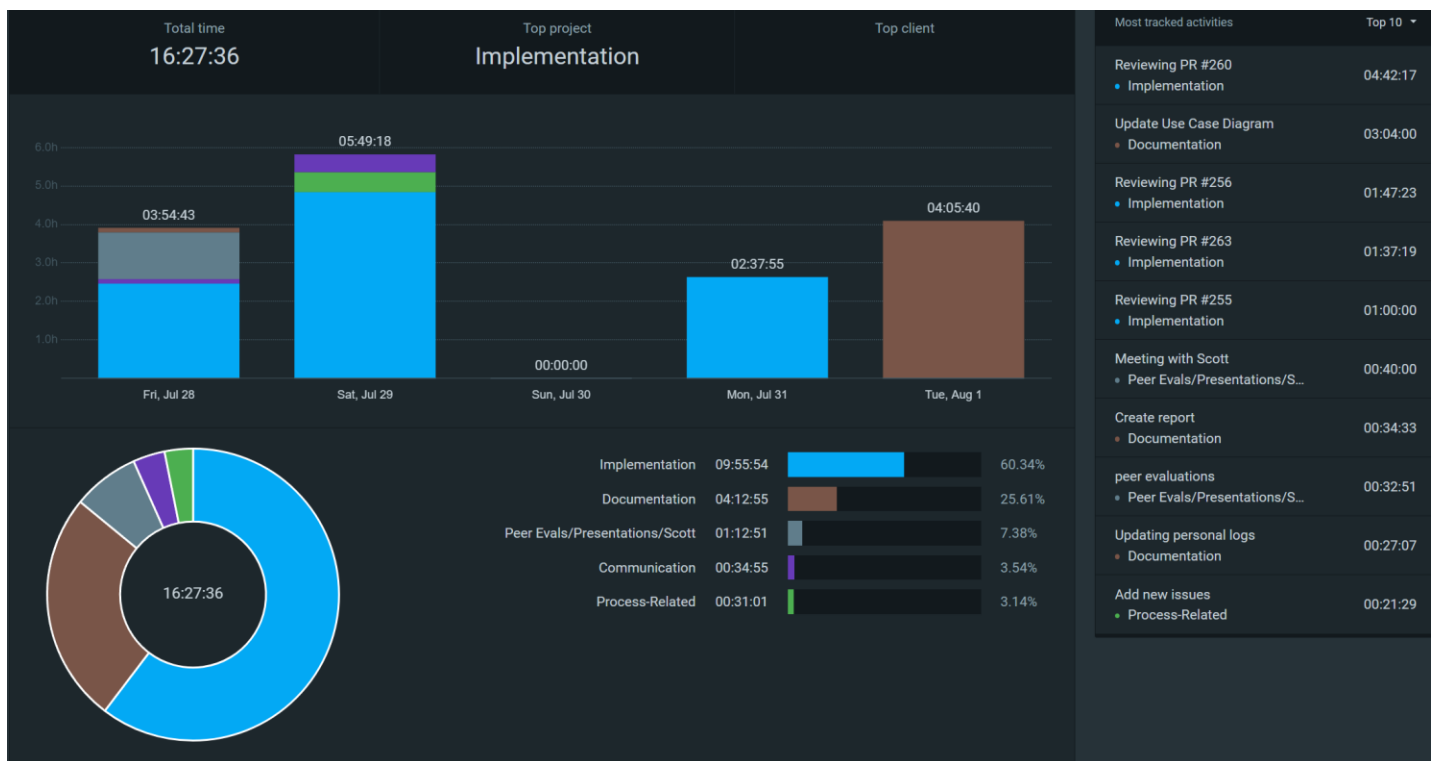 Total time
16:27:36
Top project
Implementation
Top client
6.0h
5.0h
4.0h
3.0h
2.0h
1.0h
03:54:43
05:49:18
00:00:00
02:37:55
04:05:40
Fri, Jul 28
Sat, Jul 29
Sun, Jul 30
Mon, Jul 31
Tue, Aug 1
16:27:36
Implementation 09:55:54 60.34%
Documentation 04:12:55 25.61%
Peer Evals/Presentations/Scott 01:12:51 7.38%
Communication 00:34:55 3.54%
Process-Related 00:31:01 3.14%
Most tracked activities Top 10
Reviewing PR #260
Implementation
04:42:17
Update Use Case Diagram
Documentation
03:04:00
Reviewing PR #256
Implementation
01:47:23
Reviewing PR #263
Implementation
01:37:19
Reviewing PR #255
Implementation
01:00:00
Meeting with Scott
Peer Evals/Presentations/S...
00:40:00
Create report
Documentation
00:34:33
peer evaluations
Peer Evals/Presentations/S...
00:32:51
Updating personal logs
Documentation
00:27:07
Add new issues
Process-Related
00:21:29